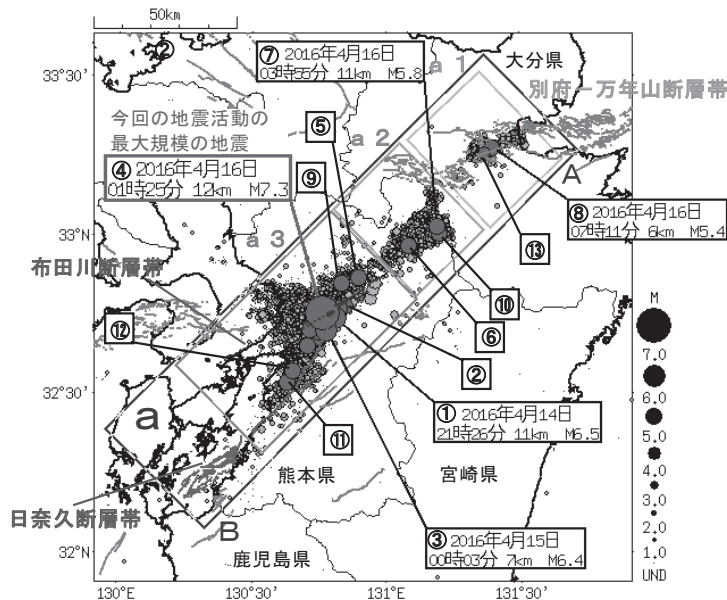 50km
②
⑦ 2016年4月16日
03時55分 11km M5.8
大分県
33°30′
a 1
別府－万年山断層帯
今回の地震活動の
最大規模の地震
⑤
a 2
④ 2016年4月16日
01時25分 12km M7.3
⑨
A
⑧ 2016年4月16日
07時11分 6km M5.4
33°N
a 3
⑬
布田川断層帯
⑩
M
⑫
⑥
7.0
②
32°30′
6.0
a
① 2016年4月14日
21時26分 11km M6.5
5.0
⑪
4.0
熊本県
宮崎県
3.0
日奈久断層帯
B
2.0
③ 2016年4月15日
00時03分 7km M6.4
1.0
32°N
鹿児島県
UND
130°E
130°30′
131°E
131°30′